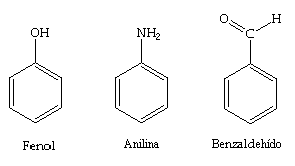 OH
NH₂
O
H
C
Fenol
Anilina
Benzaldehído